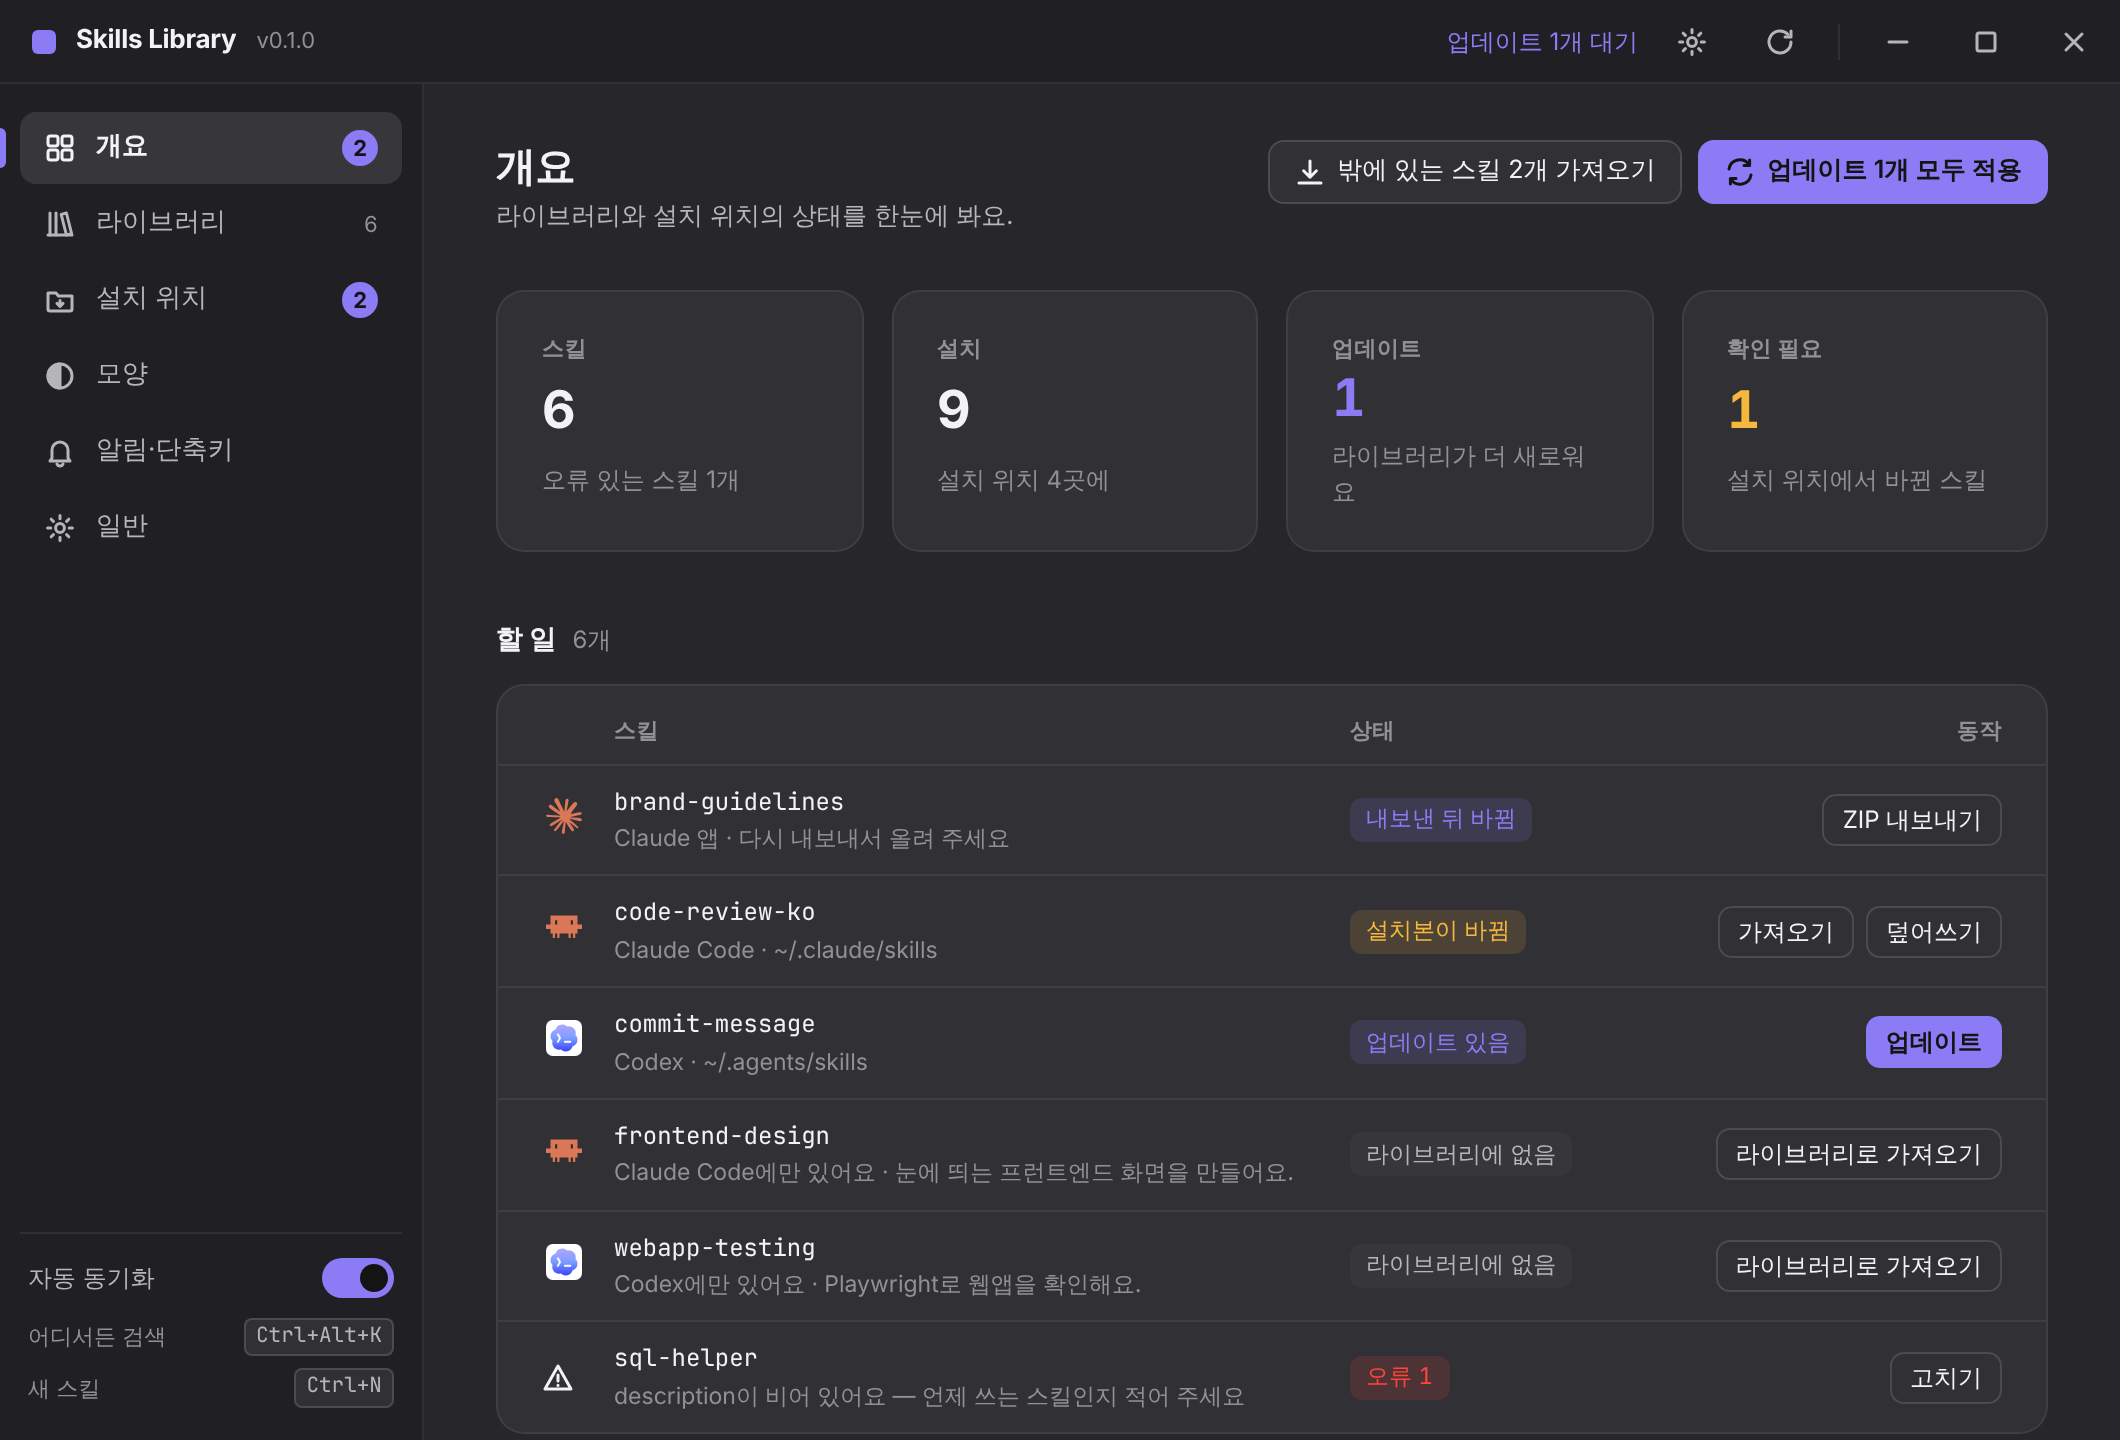 Skills Library v0.1.0
업데이트 1개 대기
개요 2
라이브러리 6
설치 위치 2
모양
알림·단축키
일반
자동 동기화
어디서든 검색 Ctrl+Alt+K
새 스킬 Ctrl+N
개요
라이브러리와 설치 위치의 상태를 한눈에 봐요.
밖에 있는 스킬 2개 가져오기
업데이트 1개 모두 적용
스킬
6
오류 있는 스킬 1개
설치
9
설치 위치 4곳에
업데이트
1
라이브러리가 더 새로워
요
확인 필요
1
설치 위치에서 바뀐 스킬
할 일 6개
스킬 상태 동작
brand-guidelines
Claude 앱 · 다시 내보내서 올려 주세요
내보낸 뒤 바뀜
ZIP 내보내기
code-review-ko
Claude Code · ~/.claude/skills
설치본이 바뀜
가져오기 덮어쓰기
commit-message
Codex · ~/.agents/skills
업데이트 있음
업데이트
frontend-design
Claude Code에만 있어요 · 눈에 띄는 프런트엔드 화면을 만들어요.
라이브러리에 없음
라이브러리로 가져오기
webapp-testing
Codex에만 있어요 · Playwright로 웹앱을 확인해요.
라이브러리에 없음
라이브러리로 가져오기
sql-helper
description이 비어 있어요 — 언제 쓰는 스킬인지 적어 주세요
오류 1
고치기